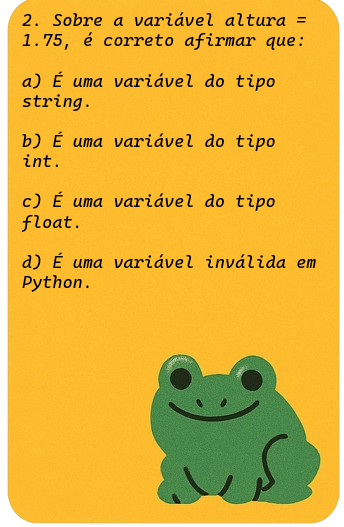 2. Sobre a variável altura =
1.75, é correto afirmar que:
a) É uma variável do tipo
string.
b) É uma variável do tipo
int.
c) É uma variável do tipo
float.
d) É uma variável inválida em
Python.